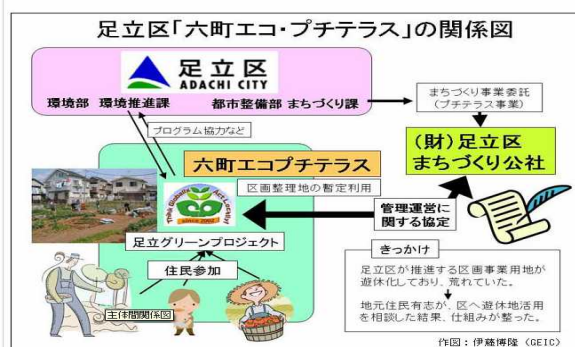 足立区「六町エコ・プチテラス」の関係図
足立区
ADACHI CITY
環境部 環境推進課
都市整備部 まちづくり課
まちづくり事業委託
(プチテラス事業)
プログラム協力など
(財)足立区
まちづくり公社
六町エコプチテラス
区画整理地の暫定利用
Think Globally
Act Locally
SINCE 2002
足立グリーンプロジェクト
管理運営に
関する協定
住民参加
主体間関係図
きっかけ
足立区が推進する区画事業用地が
遊休化しており、荒れていた。
地元住民有志が、区へ遊休地活用
を相談した結果、仕組みが整った。
作図：伊藤博隆（GEIC）